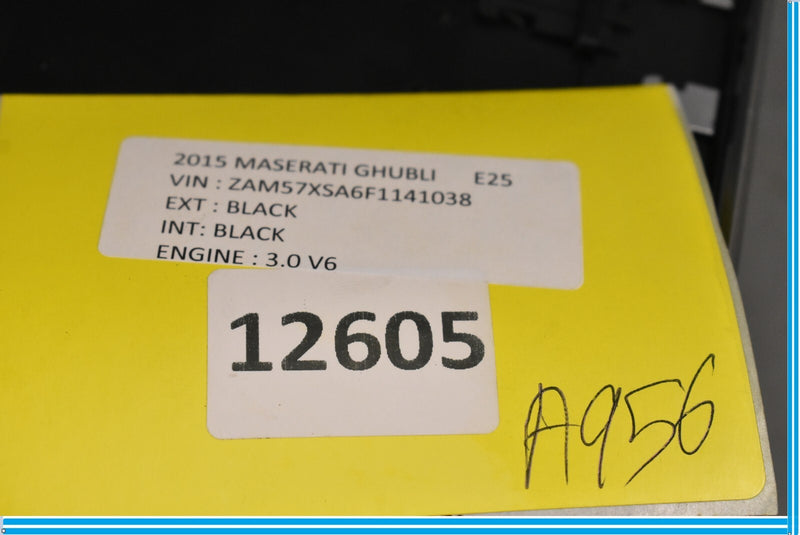 2015 MASERATI GHUBLI E25
VIN : ZAM57XSA6F1141038
EXT : BLACK
INT: BLACK
ENGINE : 3.0 V6
12605
A956